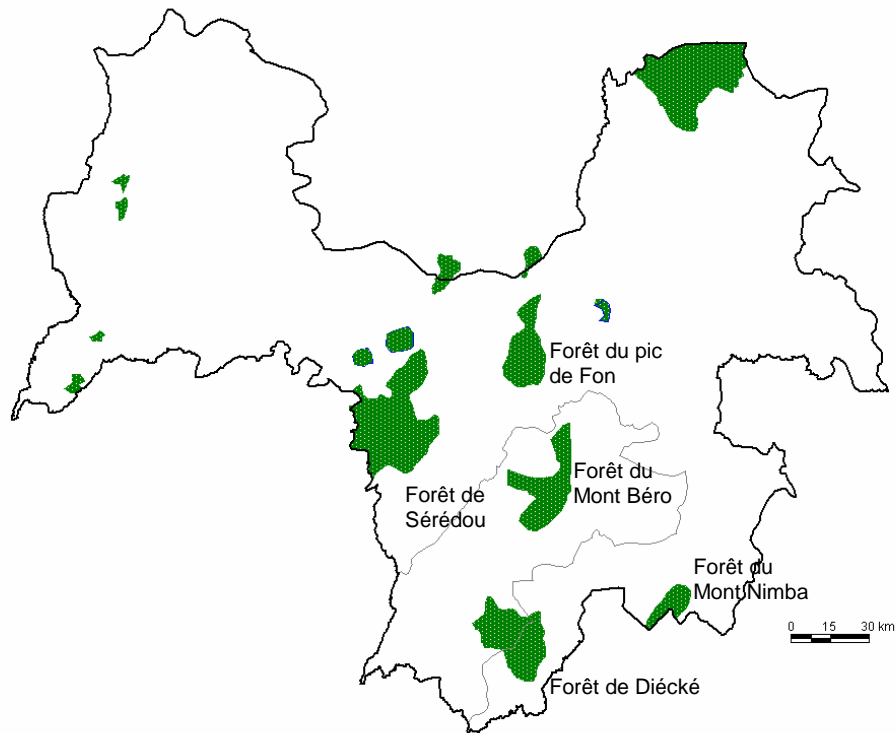 Forêt du pic
de Fon
Forêt du
Mont Béro
Forêt de
Sérédou
Forêt du
Mont Nimba
0 15 30 km
Forêt de Diécké